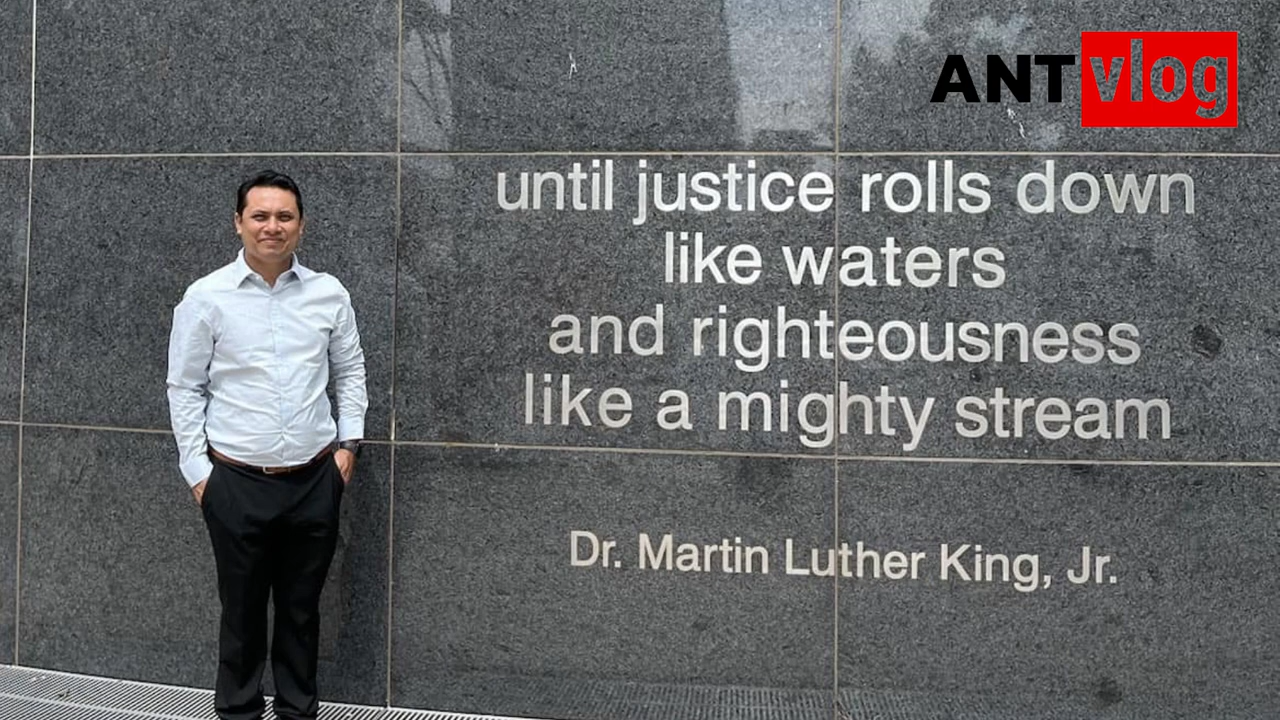 ANTvlog
until justice rolls down
like waters
and righteousness
like a mighty stream
Dr. Martin Luther King, Jr.